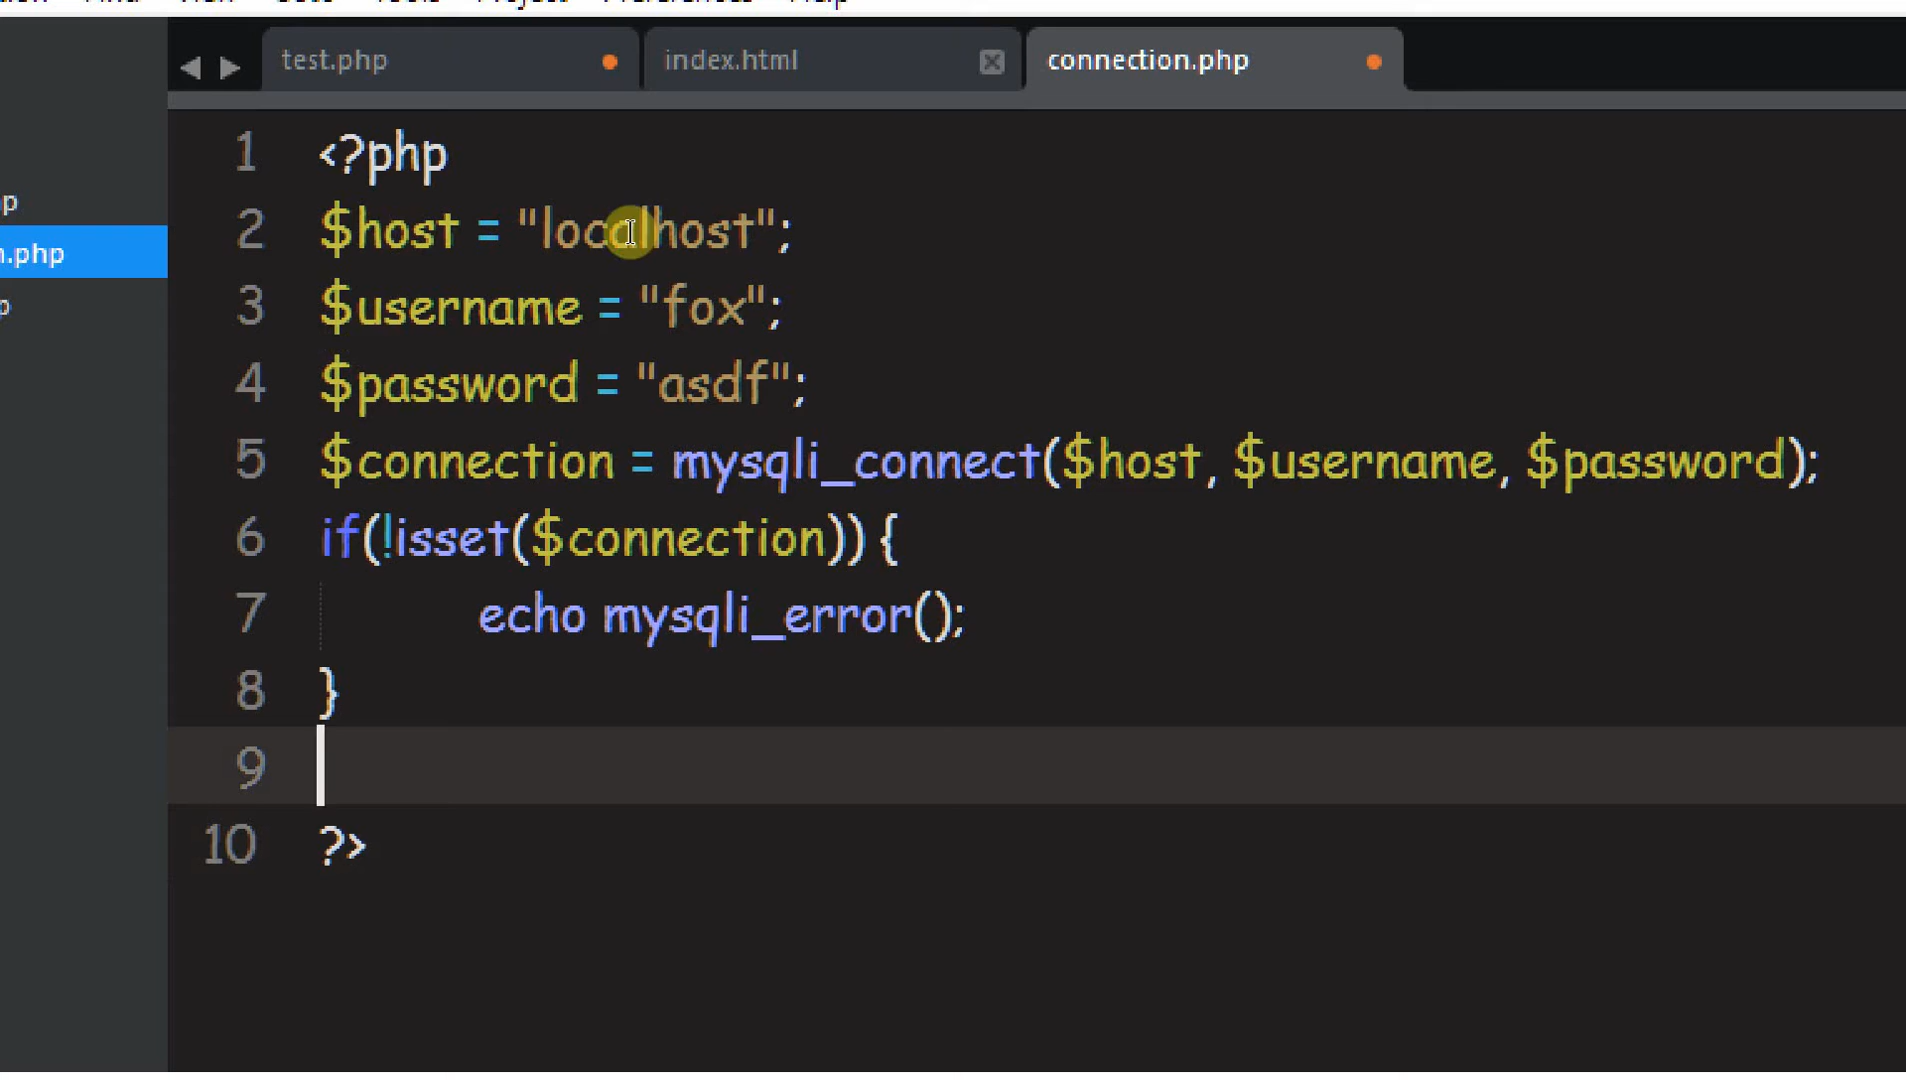 test.php
index.html
connection.php
p
n.php
p
1 <?php
2 $host = "localhost";
3 $username = "fox";
4 $password = "asdf";
5 $connection = mysqli_connect($host, $username, $password);
6 if(!isset($connection)) {
7 echo mysqli_error();
8 }
9
10 ?>